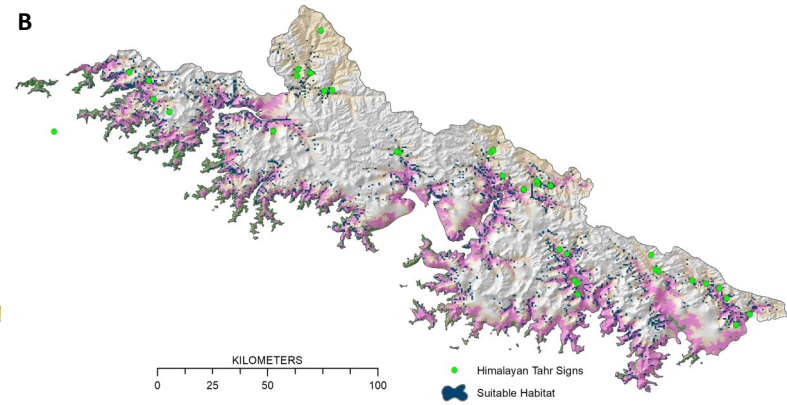 B
KILOMETERS
0 25 50 100
Himalayan Tahr Signs
Suitable Habitat